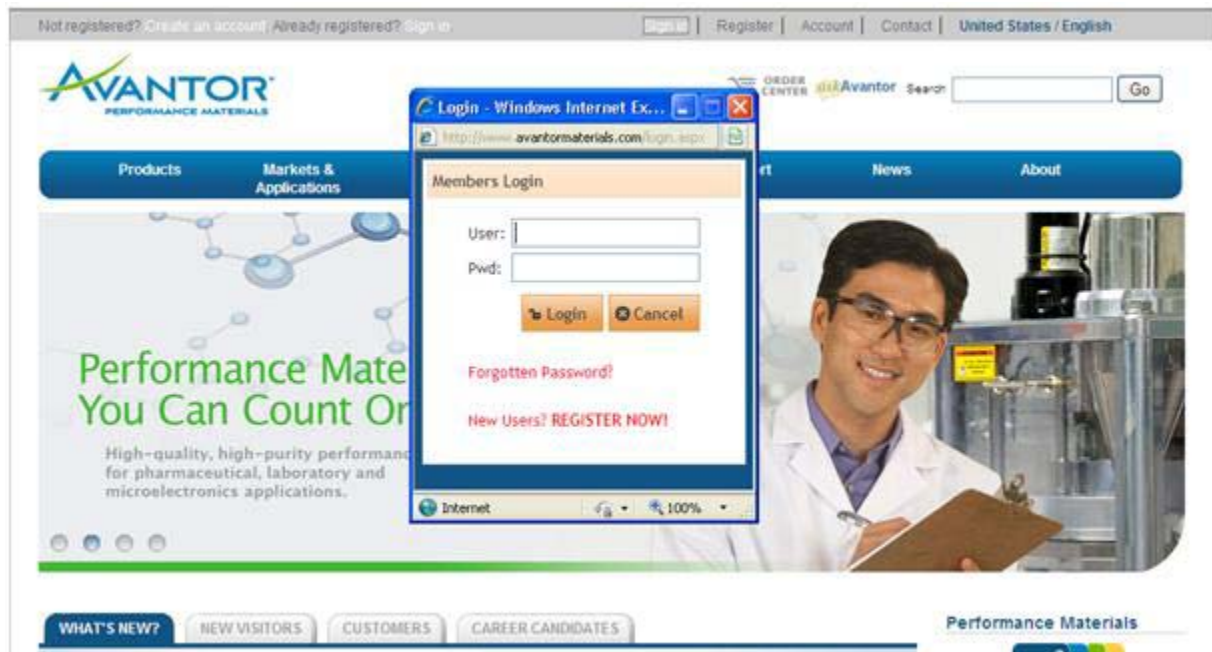 Not registered? Create an account. Already registered? Sign in.
Sign in | Register | Account | Contact | United States / English
AVANTOR
PERFORMANCE MATERIALS
ORDER CENTER askAvantor Search Go
Login - Windows Internet Ex...
http://www.avantormaterials.com/login.aspx
Products Markets & Applications rt News About
Members Login
User:
Pwd:
Login Cancel
Forgotten Password?
New Users? REGISTER NOW!
Performance Mate
You Can Count On
High-quality, high-purity performanc
for pharmaceutical, laboratory and
microelectronics applications.
Internet 100%
WHAT'S NEW? NEW VISITORS CUSTOMERS CAREER CANDIDATES
Performance Materials